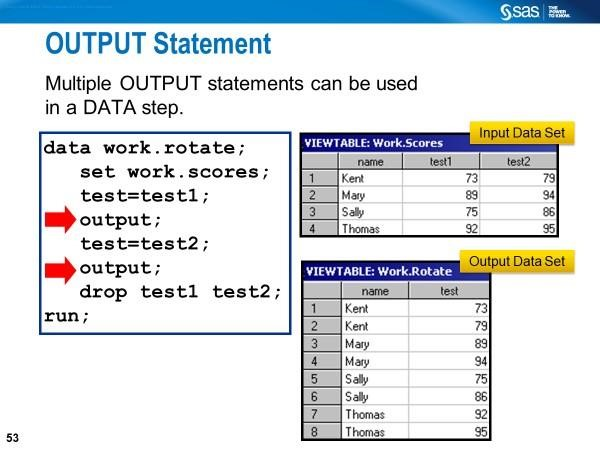 sas
THE
POWER
TO KNOW.
OUTPUT Statement
Multiple OUTPUT statements can be used
in a DATA step.
data work.rotate;
set work.scores;
test=test1;
output;
test=test2;
output;
drop test1 test2;
run;
Input Data Set
VIEWTABLE: Work.Scores
name test1 test2
1 Kent 73 79
2 Mary 89 94
3 Sally 75 86
4 Thomas 92 95
Output Data Set
VIEWTABLE: Work.Rotate
name test
1 Kent 73
2 Kent 79
3 Mary 89
4 Mary 94
5 Sally 75
6 Sally 86
7 Thomas 92
8 Thomas 95
53